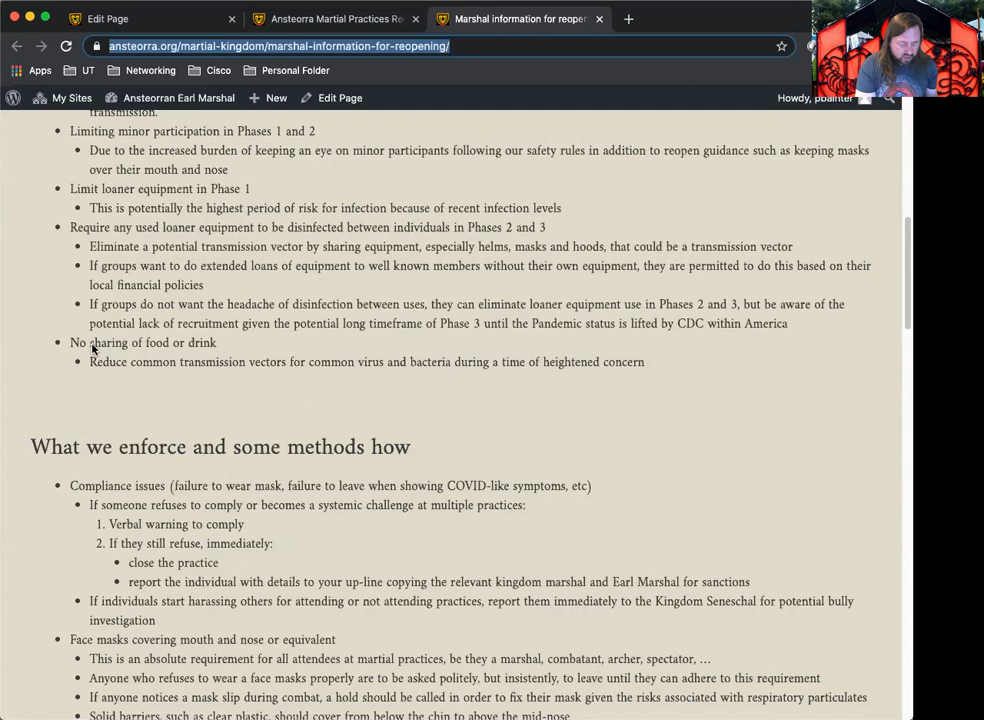 Edit Page
Ansteorra Martial Practices Re
Marshal information for reoper
ansteorra.org/martial-kingdom/marshal-information-for-reopening/
Apps UT Networking Cisco Personal Folder
My Sites Ansteorran Earl Marshal New Edit Page Howdy, pbainter
transmission.
Limiting minor participation in Phases 1 and 2
Due to the increased burden of keeping an eye on minor participants following our safety rules in addition to reopen guidance such as keeping masks
over their mouth and nose
Limit loaner equipment in Phase 1
This is potentially the highest period of risk for infection because of recent infection levels
Require any used loaner equipment to be disinfected between individuals in Phases 2 and 3
Eliminate a potential transmission vector by sharing equipment, especially helms, masks and hoods, that could be a transmission vector
If groups want to do extended loans of equipment to well known members without their own equipment, they are permitted to do this based on their
local financial policies
If groups do not want the headache of disinfection between uses, they can eliminate loaner equipment use in Phases 2 and 3, but be aware of the
potential lack of recruitment given the potential long timeframe of Phase 3 until the Pandemic status is lifted by CDC within America
No sharing of food or drink
Reduce common transmission vectors for common virus and bacteria during a time of heightened concern
What we enforce and some methods how
Compliance issues (failure to wear mask, failure to leave when showing COVID-like symptoms, etc)
If someone refuses to comply or becomes a systemic challenge at multiple practices:
1. Verbal warning to comply
2. If they still refuse, immediately:
close the practice
report the individual with details to your up-line copying the relevant kingdom marshal and Earl Marshal for sanctions
If individuals start harassing others for attending or not attending practices, report them immediately to the Kingdom Seneschal for potential bully
investigation
Face masks covering mouth and nose or equivalent
This is an absolute requirement for all attendees at martial practices, be they a marshal, combatant, archer, spectator, …
Anyone who refuses to wear a face masks properly are to be asked politely, but insistently, to leave until they can adhere to this requirement
If anyone notices a mask slip during combat, a hold should be called in order to fix their mask given the risks associated with respiratory particulates
Solid barriers, such as clear plastic, should cover from below the chin to above the mid-nose